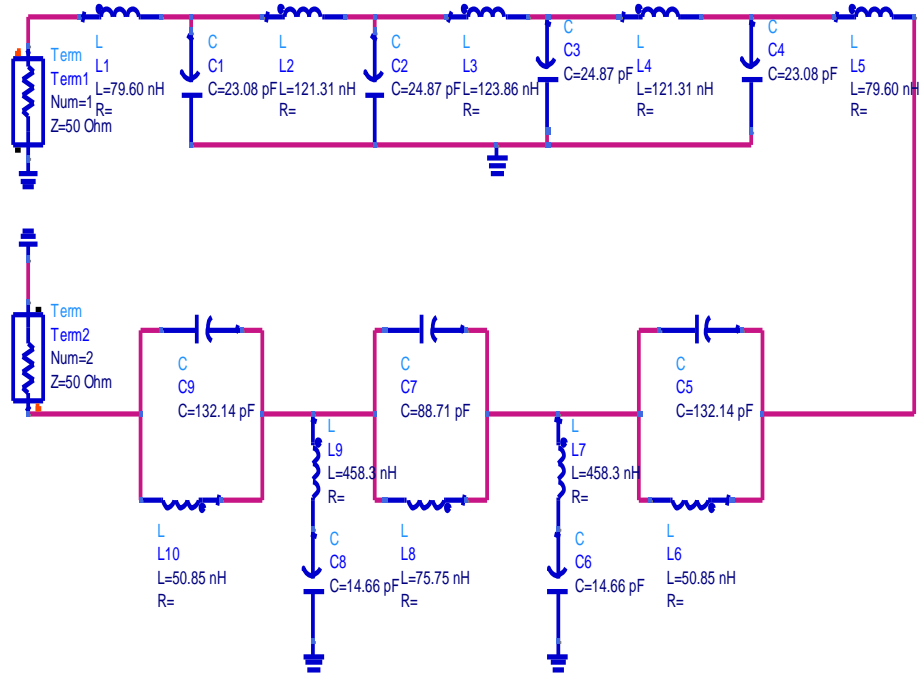 Term
Term1
Num=1
Z=50 Ohm
L
L1
L=79.60 nH
R=
C
C1
C=23.08 pF
L
L2
L=121.31 nH
R=
C
C2
C=24.87 pF
L
L3
L=123.86 nH
R=
C
C3
C=24.87 pF
L
L4
L=121.31 nH
R=
C
C4
C=23.08 pF
L
L5
L=79.60 nH
R=
Term
Term2
Num=2
Z=50 Ohm
C
C9
C=132.14 pF
L
L10
L=50.85 nH
R=
L
L9
L=458.3 nH
R=
C
C8
C=14.66 pF
C
C7
C=88.71 pF
L
L8
L=75.75 nH
R=
L
L7
L=458.3 nH
R=
C
C6
C=14.66 pF
C
C5
C=132.14 pF
L
L6
L=50.85 nH
R=